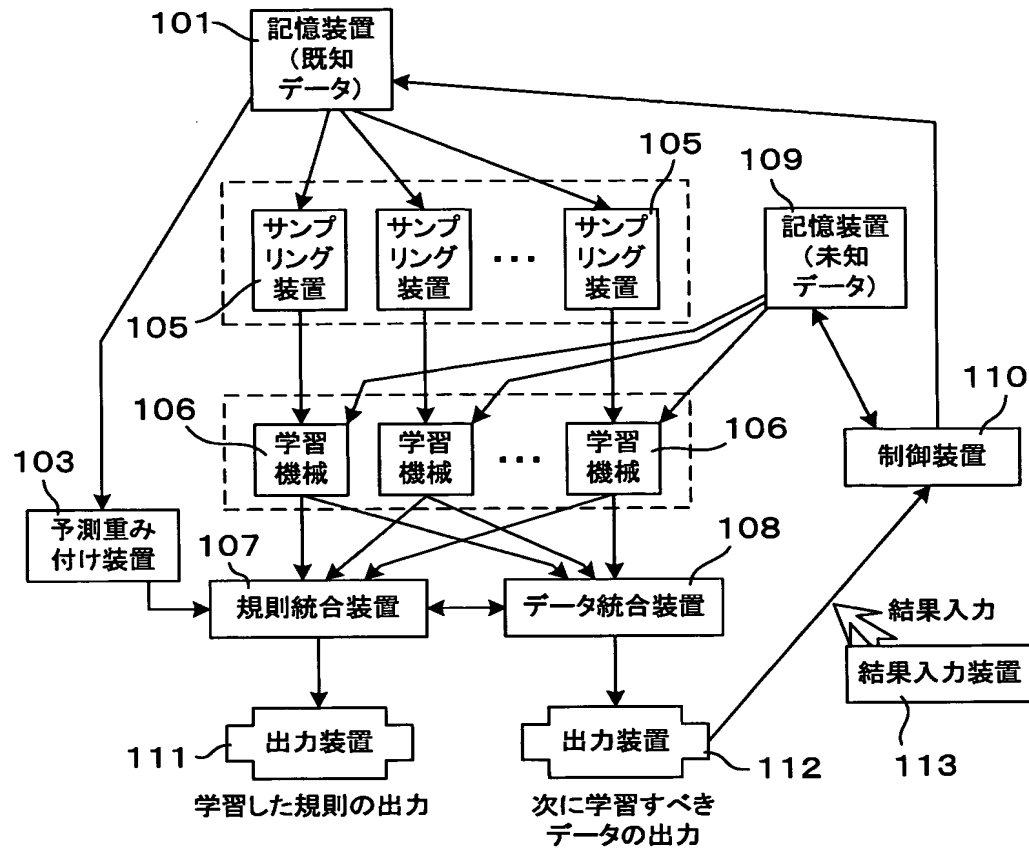 101
記憶装置
(既知
データ)
105
109
サンプ
リング
装置
サンプ
リング
装置
...
サンプ
リング
装置
記憶装置
(未知
データ)
105
110
106
学習
機械
学習
機械
...
学習
機械
106
制御装置
103
予測重み
付け装置
107
108
規則統合装置
データ統合装置
結果入力
結果入力装置
111
出力装置
出力装置
112
113
学習した規則の出力
次に学習すべき
データの出力